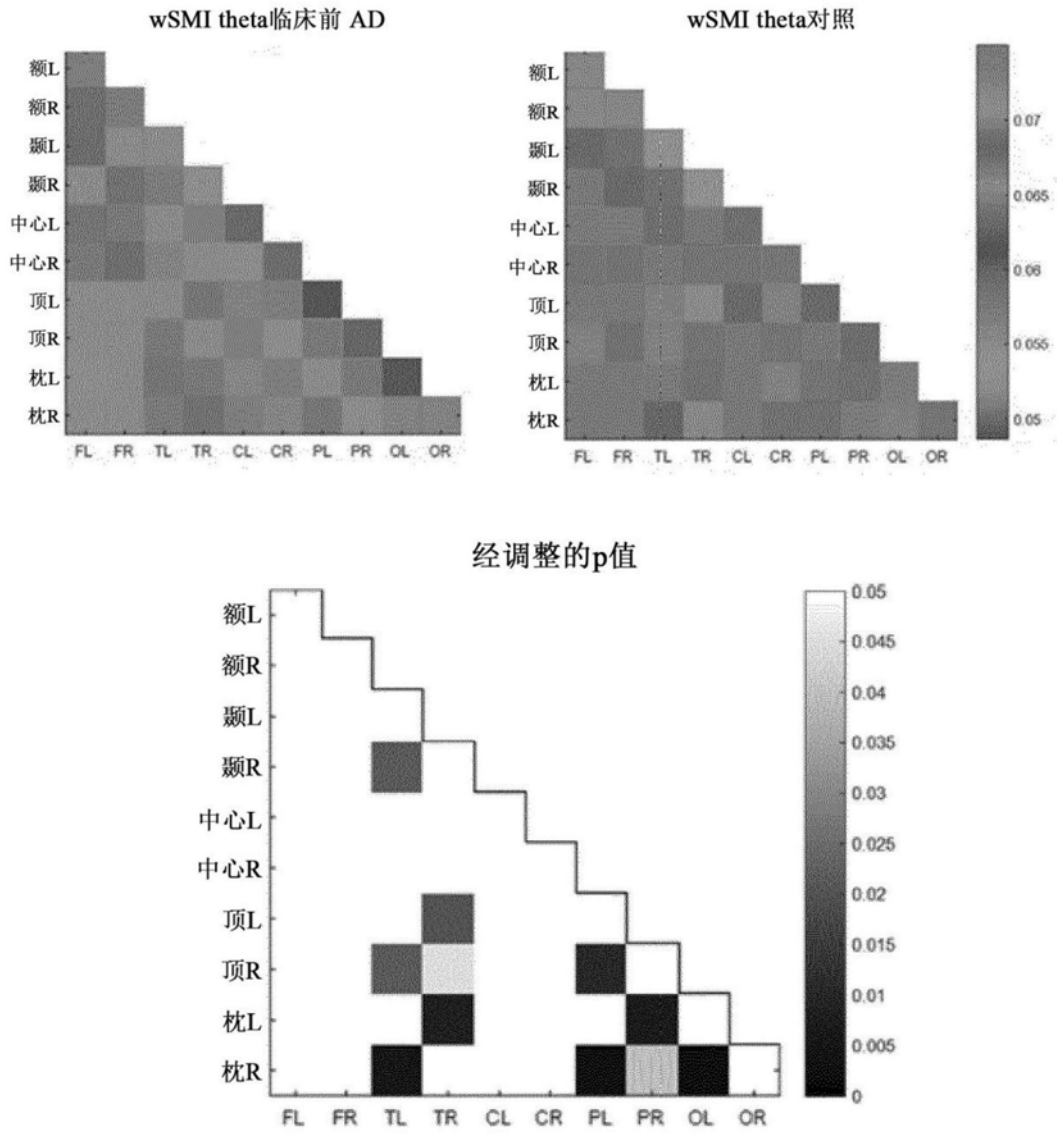 wSMI theta临床前 AD
额L
额R
颞L
颞R
中心L
中心R
顶L
顶R
枕L
枕R
FL FR TL TR CL CR PL PR OL OR
wSMI theta对照
额L
额R
颞L
颞R
中心L
中心R
顶L
顶R
枕L
枕R
FL FR TL TR CL CR PL PR OL OR
0.07
0.065
0.06
0.055
0.05
经调整的p值
额L
额R
颞L
颞R
中心L
中心R
顶L
顶R
枕L
枕R
FL FR TL TR CL CR PL PR OL OR
0.05
0.045
0.04
0.035
0.03
0.025
0.02
0.015
0.01
0.005
0